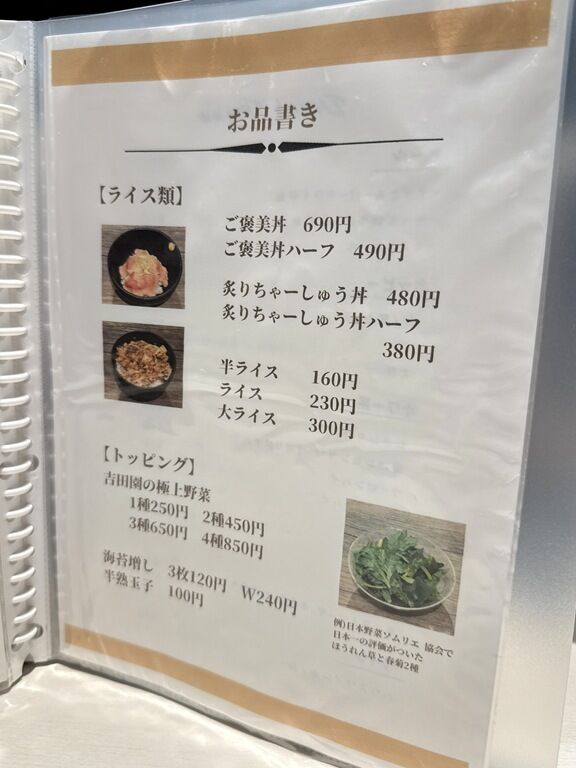 お品書き
【ライス類】
ご褒美丼 690円
ご褒美丼ハーフ 490円
炙りちゃーしゅう丼 480円
炙りちゃーしゅう丼ハーフ
380円
半ライス 160円
ライス 230円
大ライス 300円
【トッピング】
吉田園の極上野菜
1種250円 2種450円
3種650円 4種850円
海苔増し 3枚120円 W240円
半熟玉子 100円
例)日本野菜ソムリエ 協会で
日本一の評価がついた
ほうれん草と春菊2種